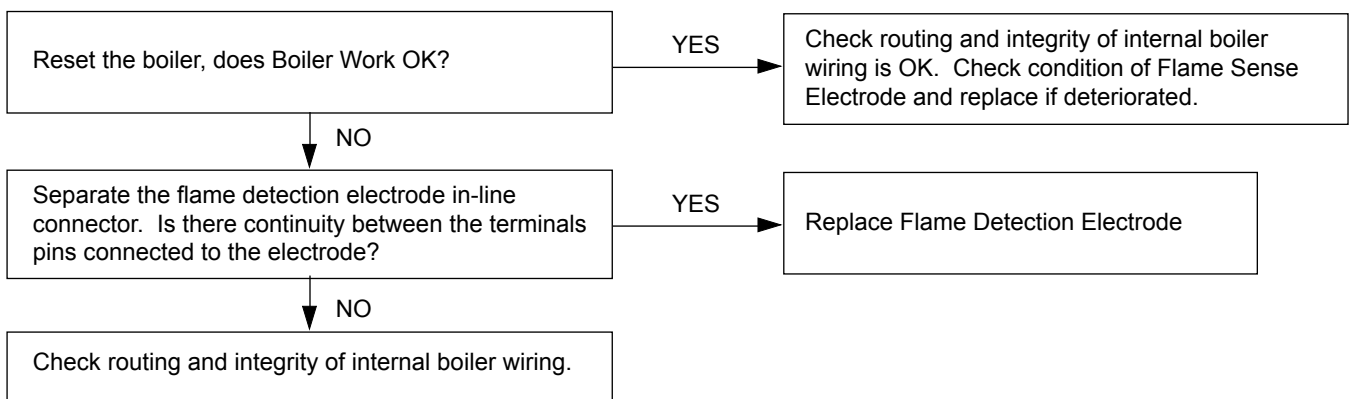 Reset the boiler, does Boiler Work OK?
YES
Check routing and integrity of internal boiler
wiring is OK.  Check condition of Flame Sense
Electrode and replace if deteriorated.
NO
Separate the flame detection electrode in-line
connector.  Is there continuity between the terminals
pins connected to the electrode?
YES
Replace Flame Detection Electrode
NO
Check routing and integrity of internal boiler wiring.